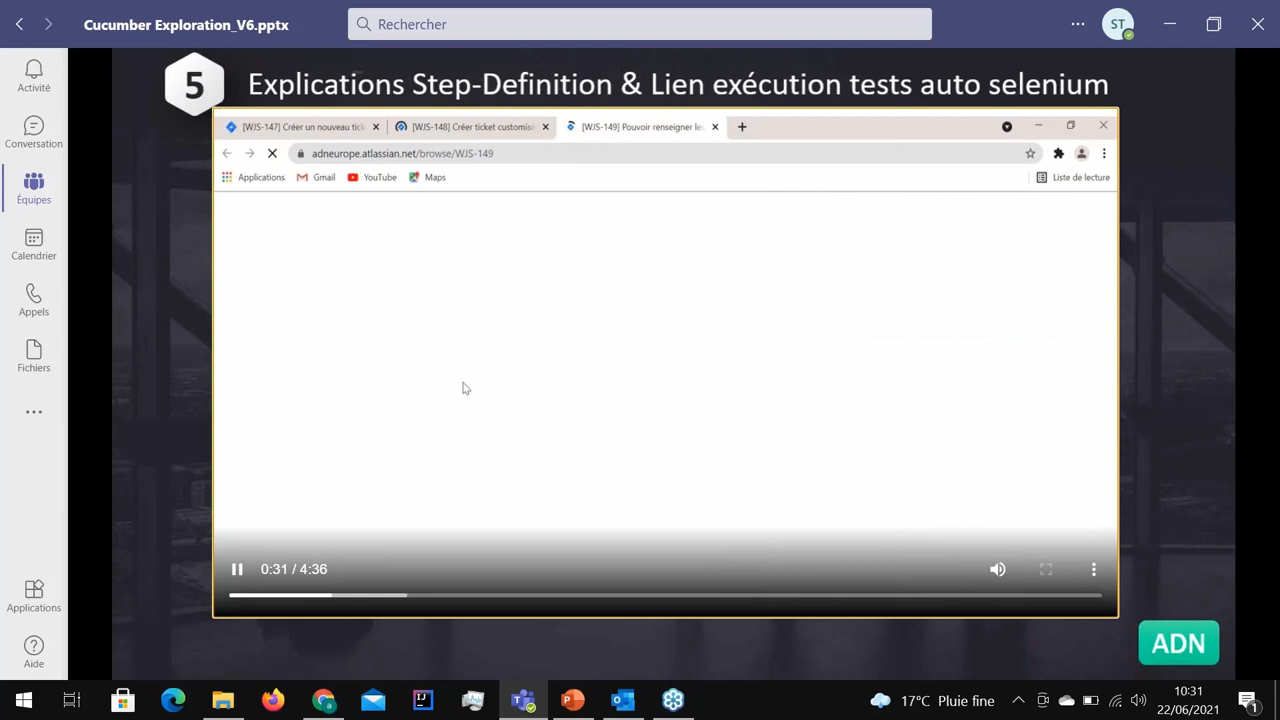 Cucumber Exploration_V6.pptx
Rechercher
ST
Activité
Conversation
Équipes
Calendrier
Appels
Fichiers
Applications
Aide
5 Explications Step-Definition & Lien exécution tests auto selenium
[WJS-147] Créer un nouveau tick
[WJS-148] Créer ticket customisé
[WJS-149] Pouvoir renseigner les
adneurope.atlassian.net/browse/WJS-149
Applications Gmail YouTube Maps Liste de lecture
0:31 / 4:36
ADN
17°C Pluie fine
10:31
22/06/2021
1